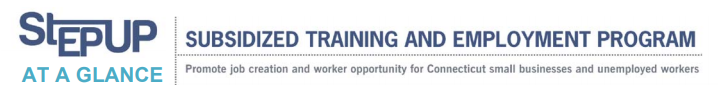 StepUP
AT A GLANCE
SUBSIDIZED TRAINING AND EMPLOYMENT PROGRAM
Promote job creation and worker opportunity for Connecticut small businesses and unemployed workers